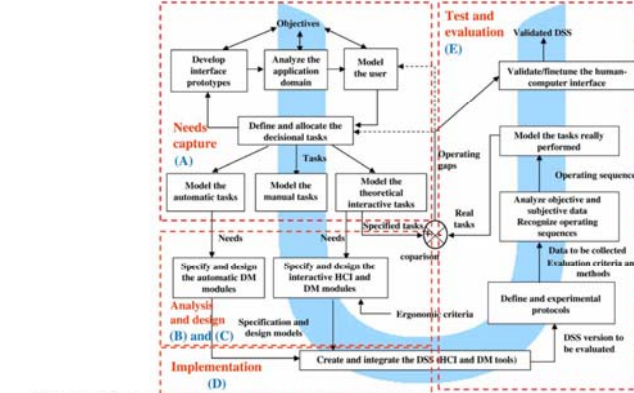 Objectives
Develop
interface
prototypes
Analyze the
application
domain
Model
the user
Needs
capture
(A)
Define and allocate the
decisional tasks
Tasks
Model the
automatic tasks
Model the
manual tasks
Model the
theoretical
interactive tasks
Specified tasks
Needs
Needs
Specify and design
the automatic DM
modules
Specify and design the
interactive HCI and
DM modules
Analysis
and design
(B) and (C)
Specification and
design models
Ergonomic criteria
Implementation
(D)
Create and integrate the DSS (HCI and DM tools)
Test and
evaluation
(E)
Validated DSS
Validate/finetune the human-
computer interface
Model the tasks really
performed
Operating
gaps
Operating sequence
Analyze objective and
subjective data
Recognize operating
sequences
Real
tasks
coparison
Data to be collected
Evaluation criteria an
methods
Define and experimental
protocols
DSS version to
be evaluated